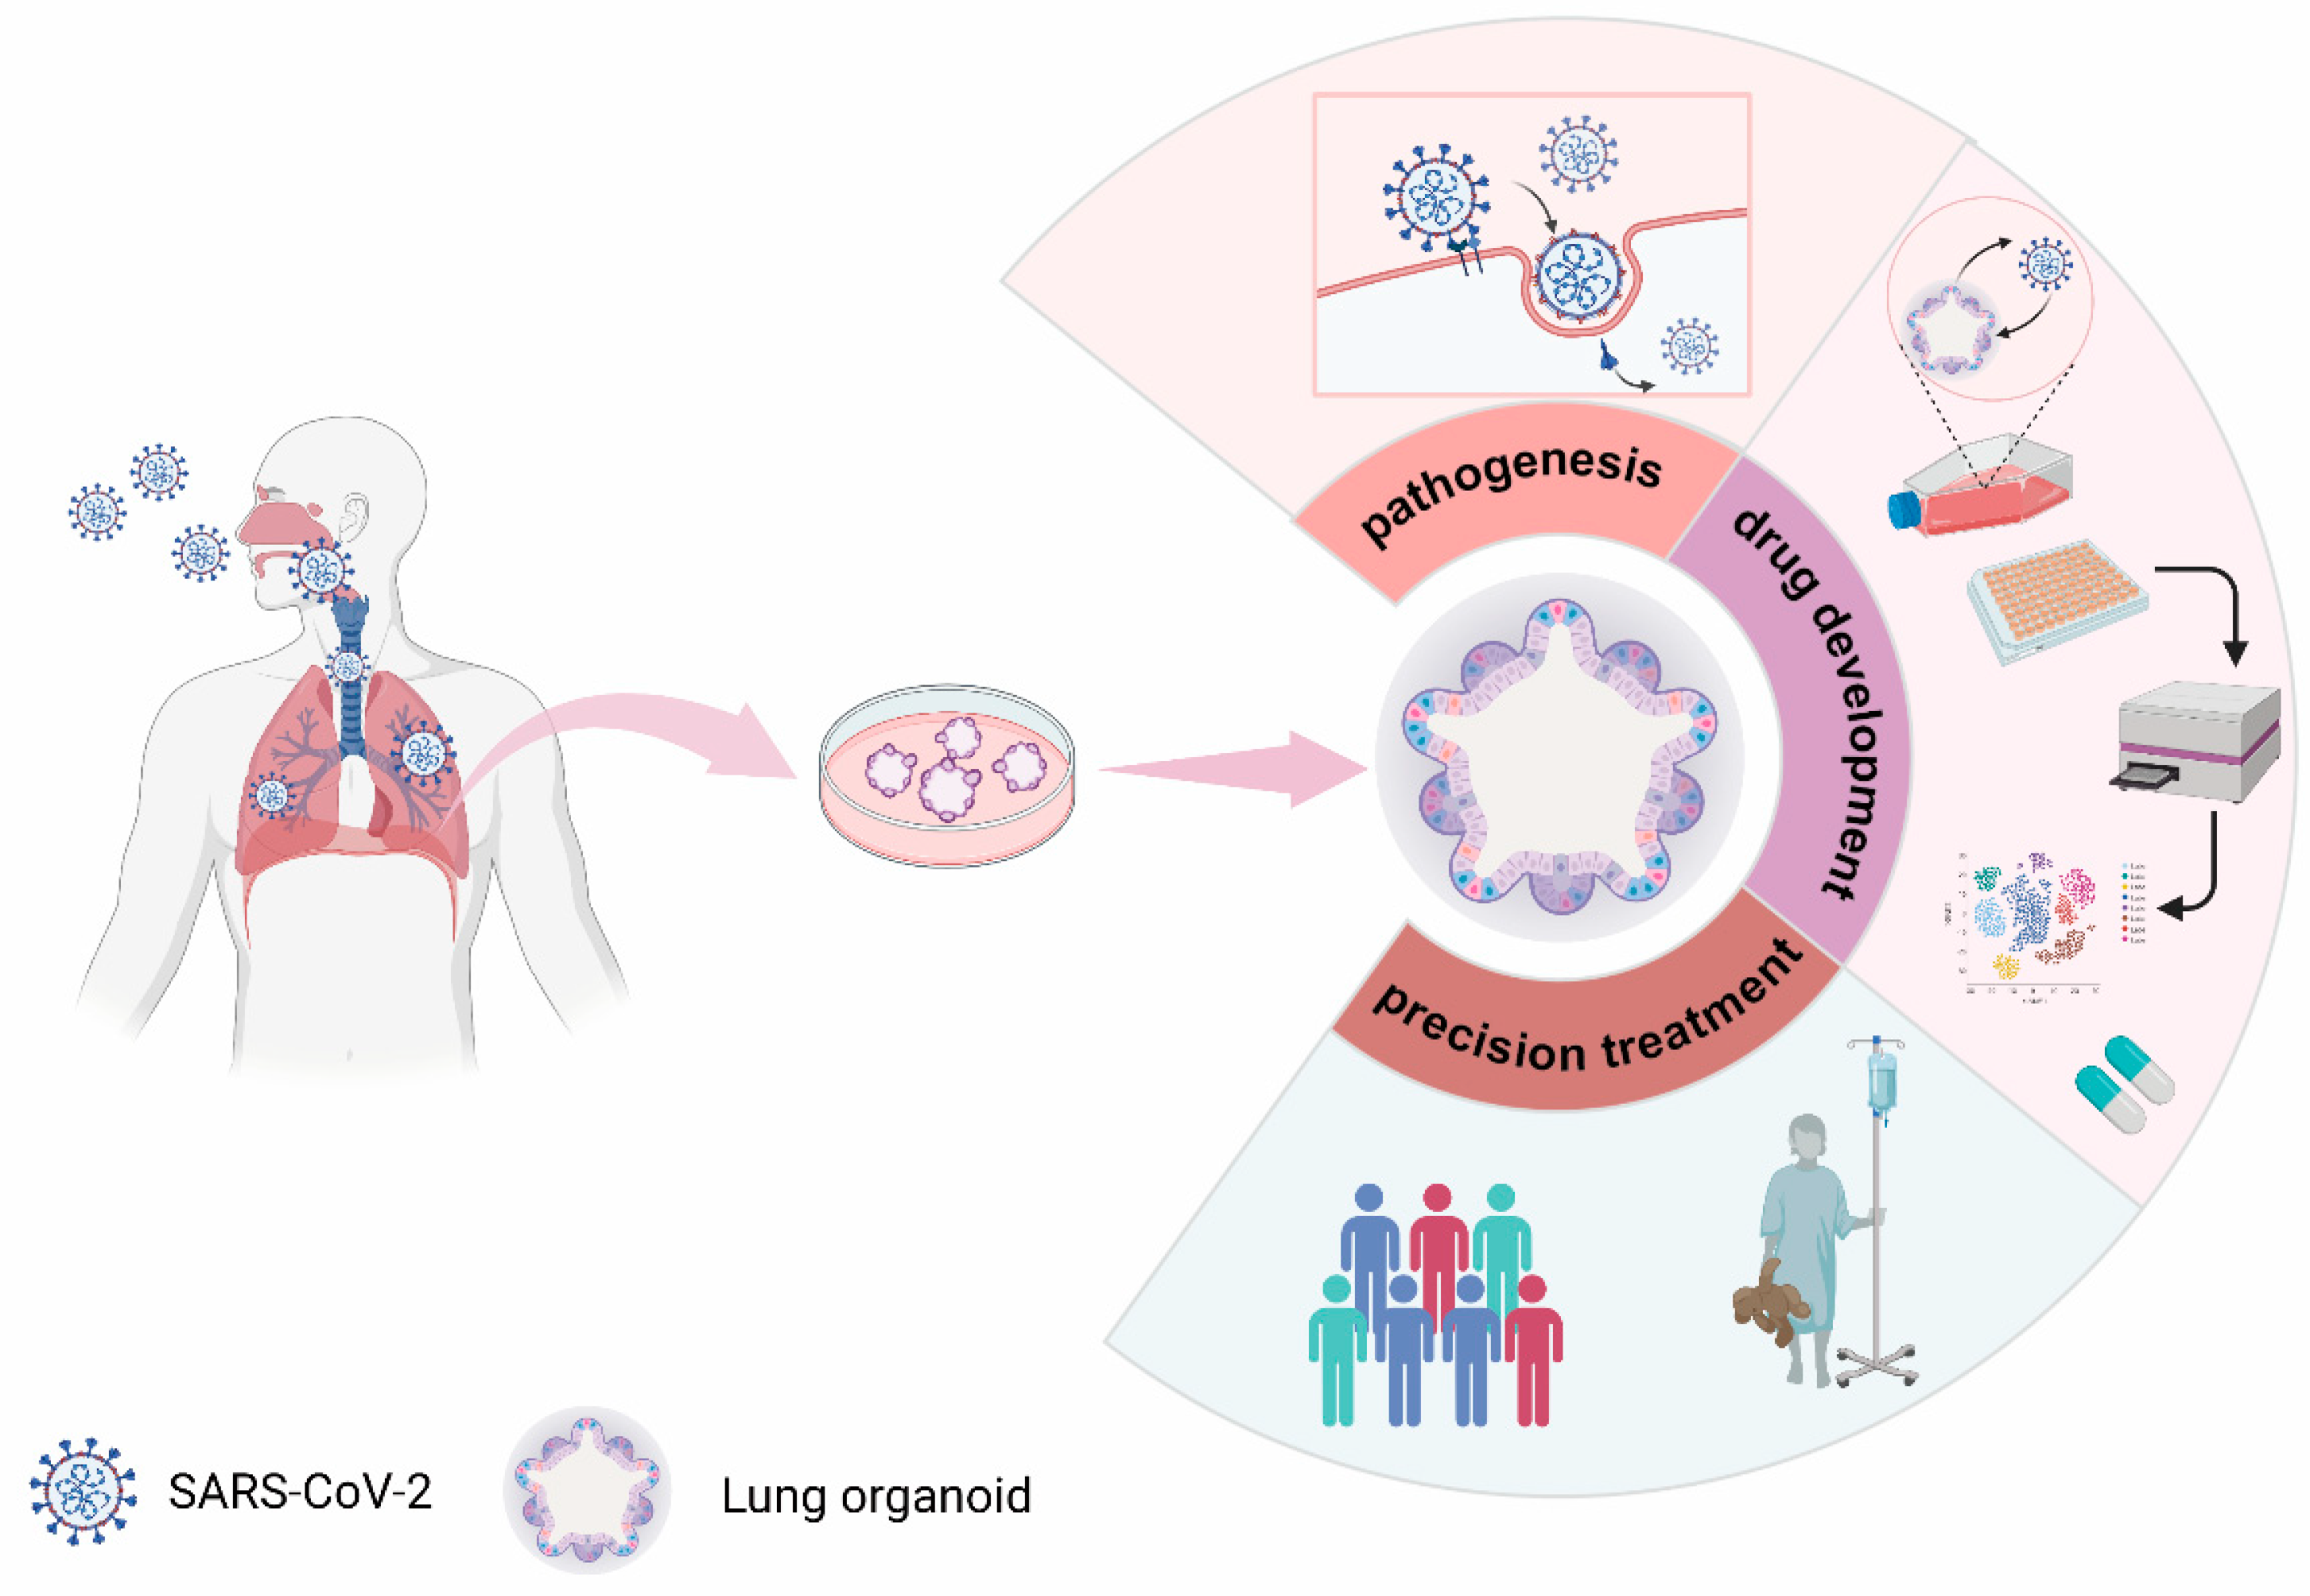 pathogenesis
drug development
precision treatment
SARS-CoV-2
Lung organoid